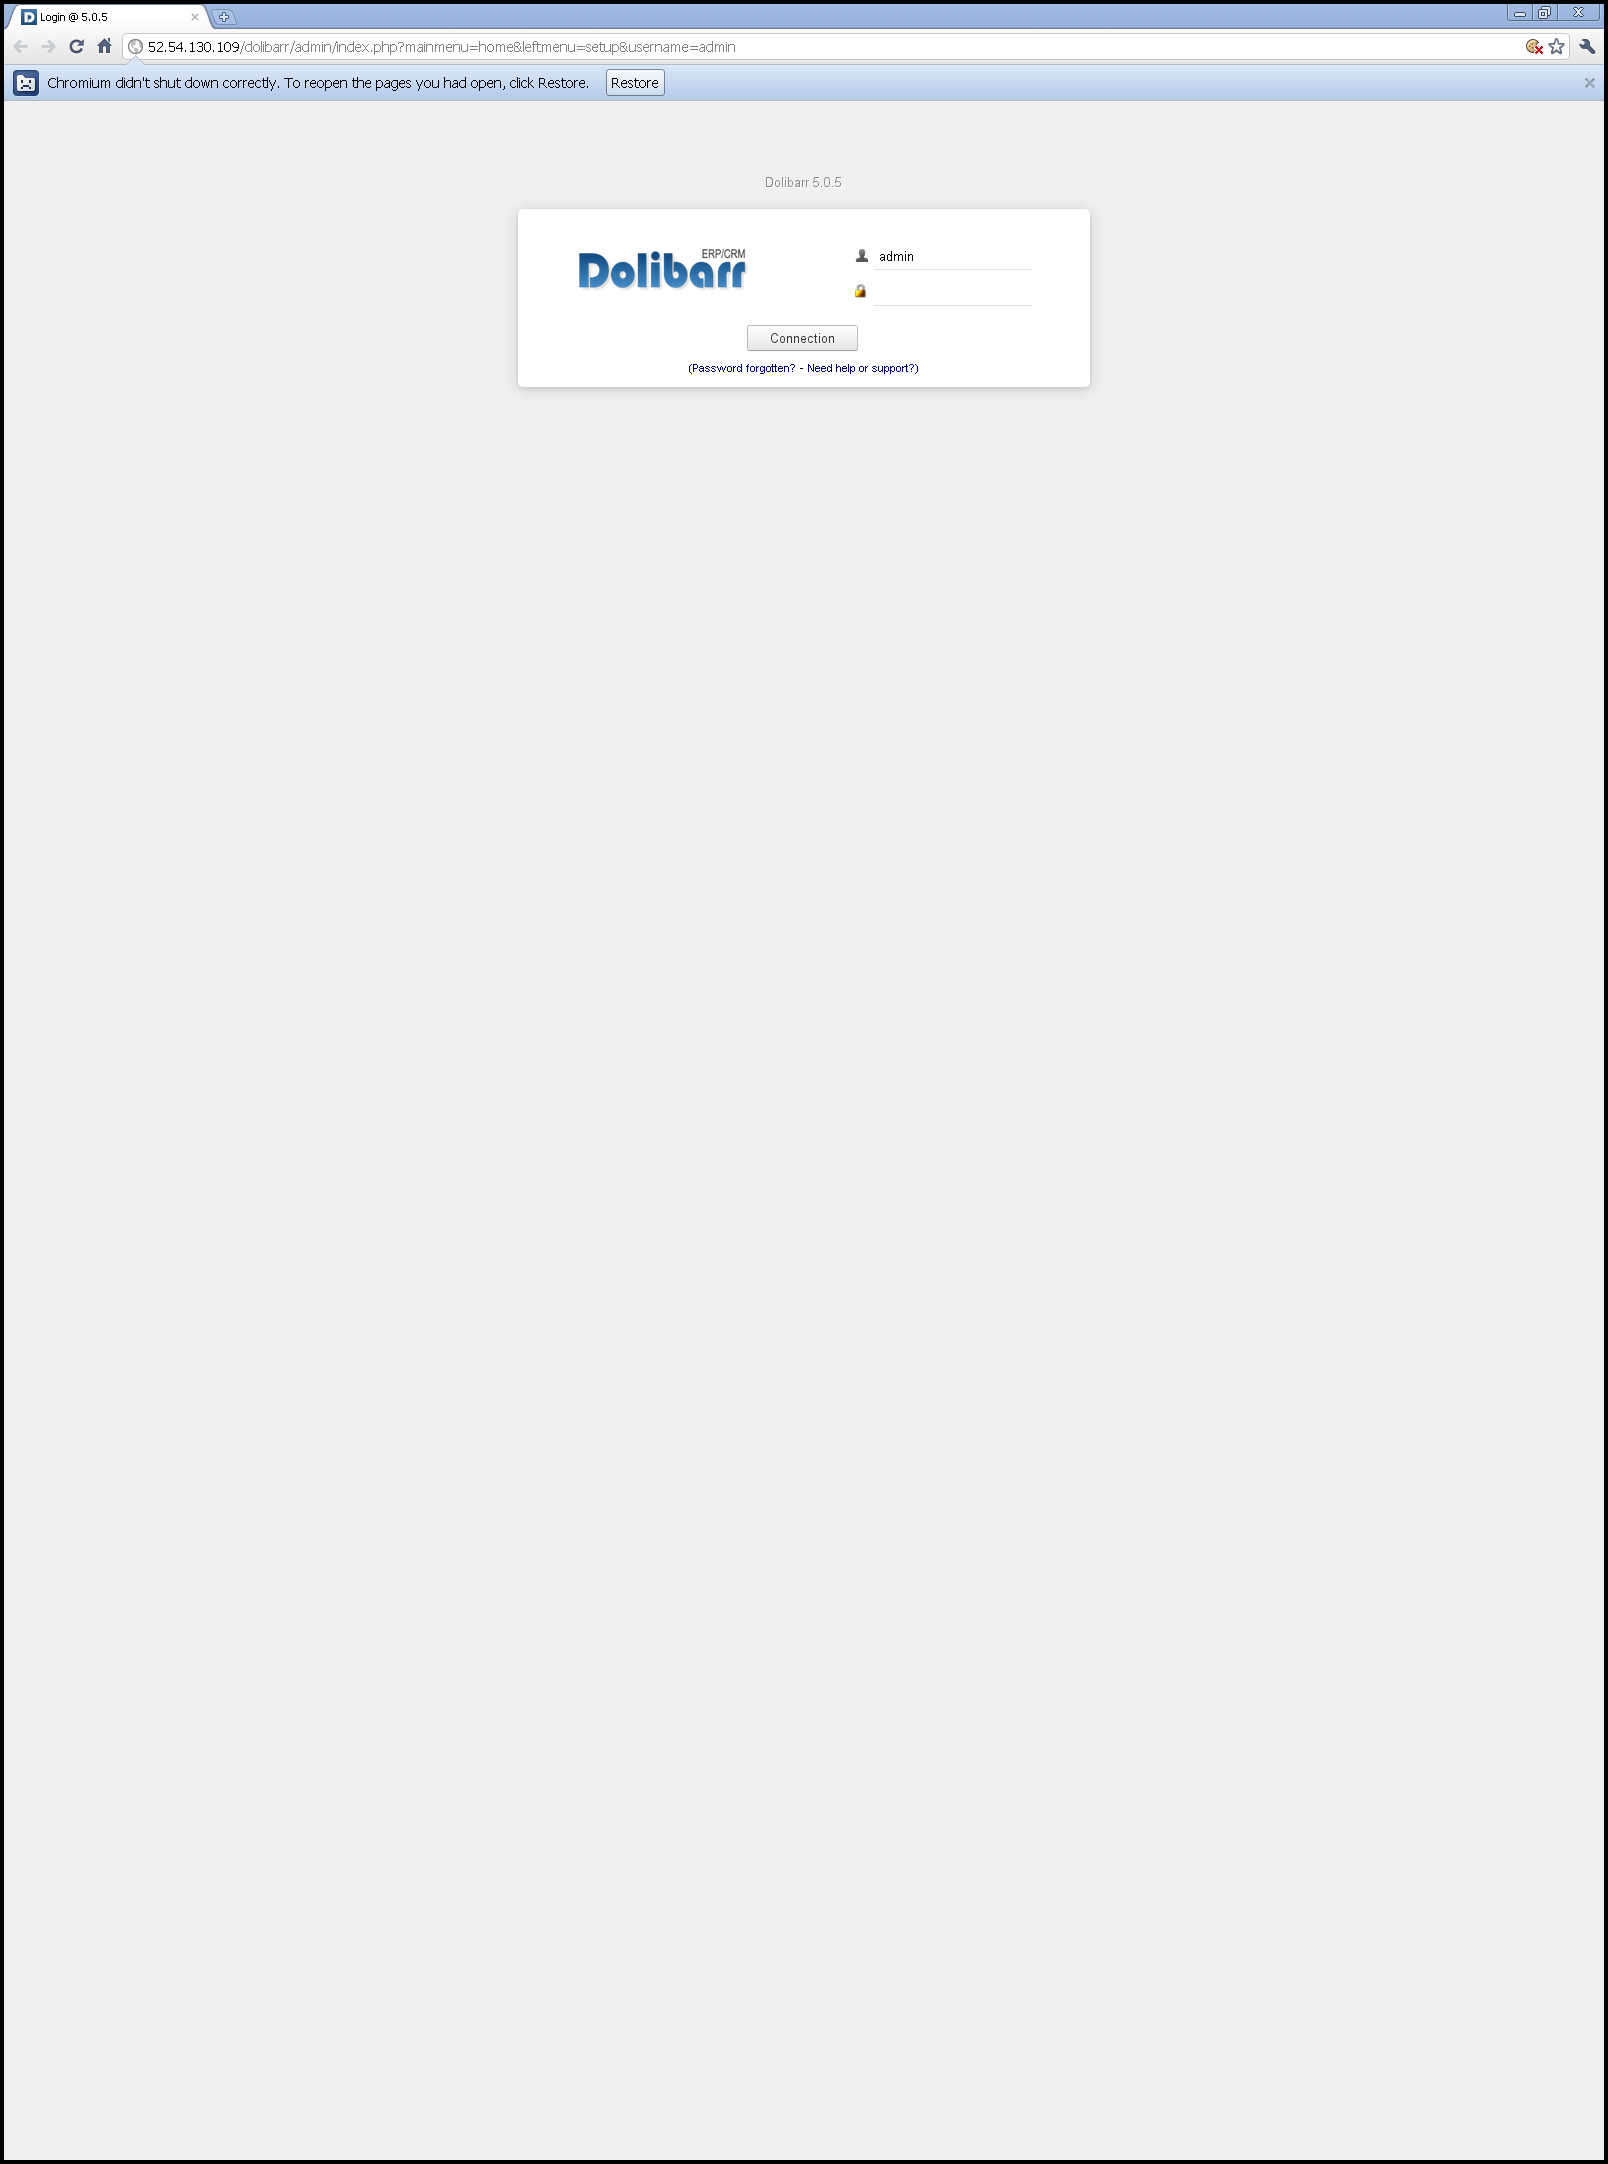 Login @ 5.0.5
52.54.130.109/dolibarr/admin/index.php?mainmenu=home&leftmenu=setup&username=admin
Chromium didn't shut down correctly. To reopen the pages you had open, click Restore. Restore
Dolibarr 5.0.5
ERP/CRM
Dolibarr
admin
Connection
(Password forgotten? - Need help or support?)